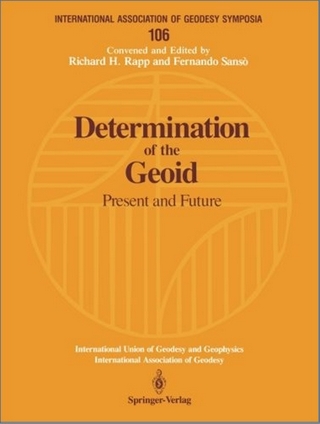 INTERNATIONAL ASSOCIATION OF GEODESY SYMPOSIA
106
Convened and Edited by
Richard H. Rapp and Fernando Sansò
Determination
of the
Geoid
Present and Future
International Union of Geodesy and Geophysics
International Association of Geodesy
Springer-Verlag